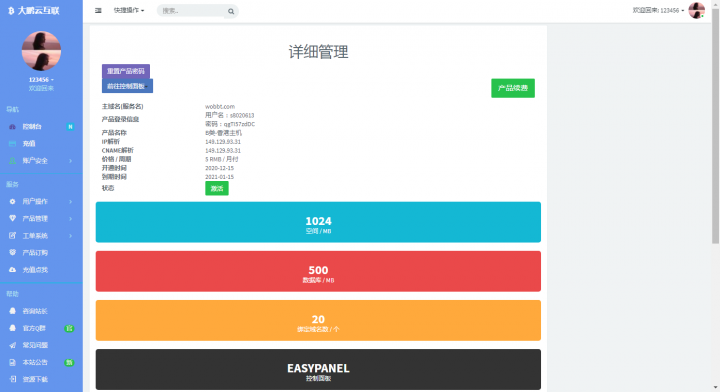 大鹏云互联
快捷操作
搜索...
欢迎回来: 123456
123456
欢迎回来
导航
控制台
充值
账户安全
服务
用户操作
产品管理
工单系统
产品订购
充值点我
帮助
咨询站长
官方Q群
常见问题
本站公告
资源下载
详细管理
重置产品密码
前往控制面板
产品续费
主域名(服务名) wobbt.com
产品登录信息 用户名：s6020613
密码：qgTI57zdDC
产品名称 B类-香港主机
IP解析 149.129.93.31
CNAME解析 149.129.93.31
价格 / 周期 5 RMB / 月付
开通时间 2020-12-15
到期时间 2021-01-15
状态 激活
1024
空间 / MB
500
数据库 / MB
20
绑定域名数 / 个
EASYPANEL
控制面板